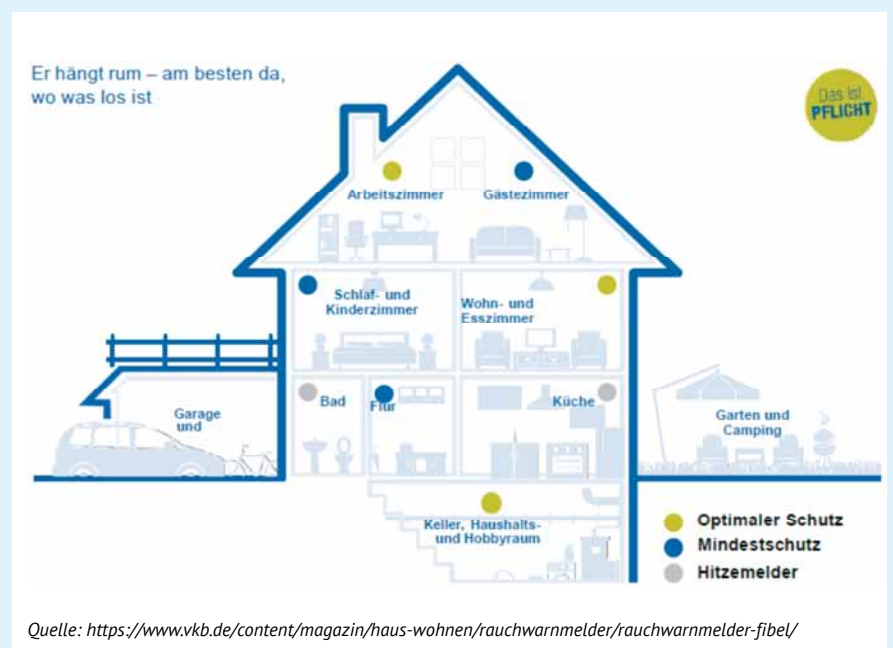 Er hängt rum – am besten da,
wo was los ist
Das ist
PFLICHT
Arbeitszimmer
Gästezimmer
Schlaf- und
Kinderzimmer
Wohn- und
Esszimmer
Bad
Flur
Küche
Garage
und
Garten und
Camping
Keller, Haushalts-
und Hobbyraum
Optimaler Schutz
Mindestschutz
Hitzemelder
Quelle: https://www.vkb.de/content/magazin/haus-wohnen/rauchwarnmelder/rauchwarnmelder-fibel/